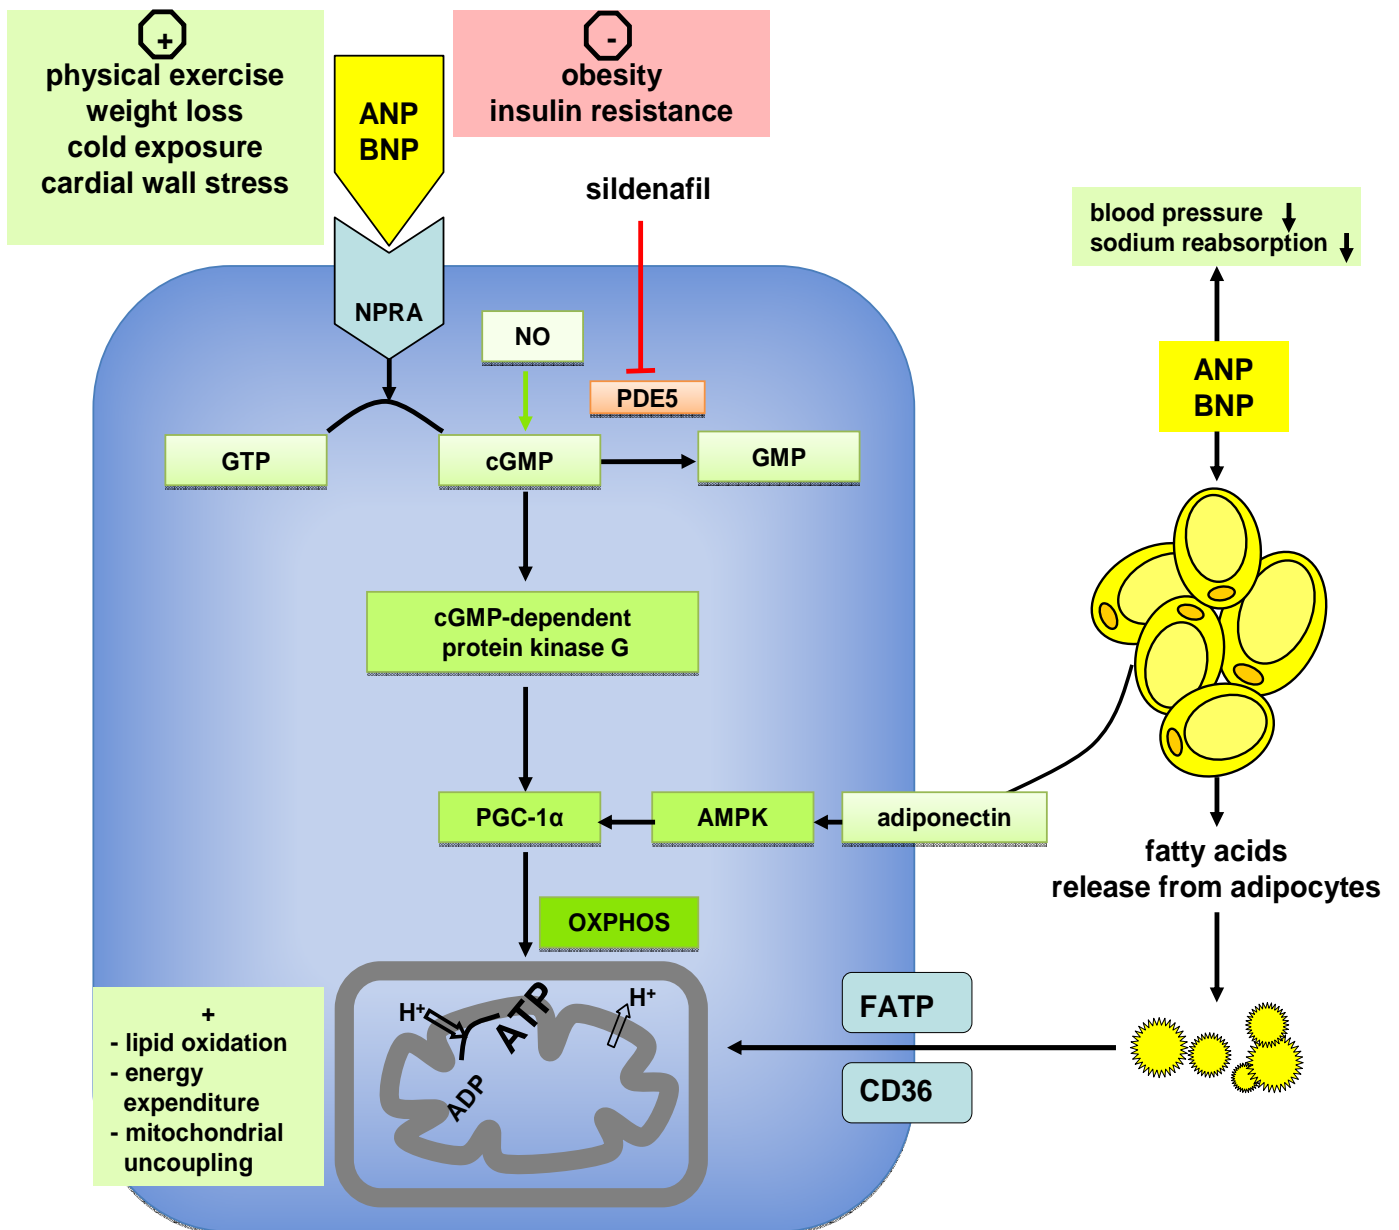 +
physical exercise
weight loss
cold exposure
cardial wall stress
ANP
BNP
-
obesity
insulin resistance
sildenafil
NPRA
NO
PDE5
GTP
cGMP
GMP
cGMP-dependent
protein kinase G
PGC-1α
AMPK
adiponectin
OXPHOS
H+
ATP
H+
ADP
+
- lipid oxidation
- energy
expenditure
- mitochondrial
uncoupling
FATP
CD36
blood pressure ↓
sodium reabsorption ↓
ANP
BNP
fatty acids
release from adipocytes